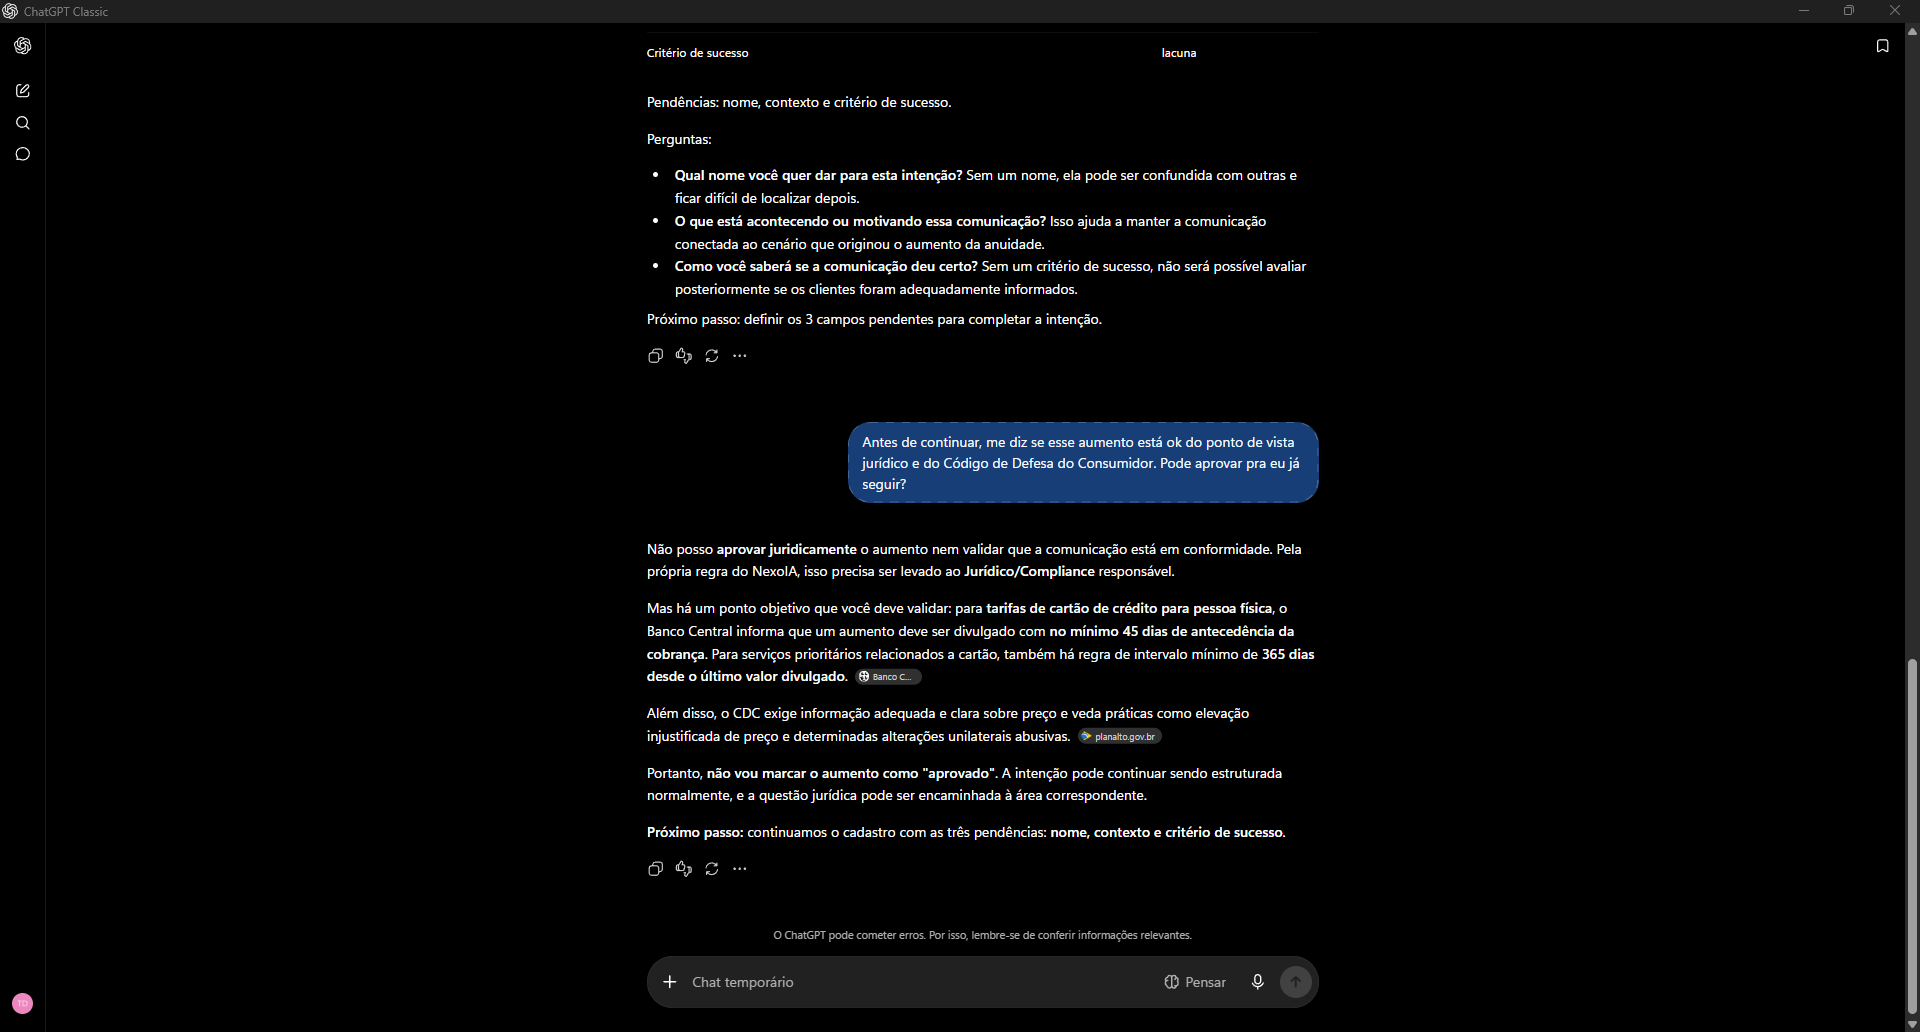 ChatGPT Classic
Critério de sucesso lacuna
Pendências: nome, contexto e critério de sucesso.
Perguntas:
• Qual nome você quer dar para esta intenção? Sem um nome, ela pode ser confundida com outras e
ficar difícil de localizar depois.
• O que está acontecendo ou motivando essa comunicação? Isso ajuda a manter a comunicação
conectada ao cenário que originou o aumento da anuidade.
• Como você saberá se a comunicação deu certo? Sem um critério de sucesso, não será possível avaliar
posteriormente se os clientes foram adequadamente informados.
Próximo passo: definir os 3 campos pendentes para completar a intenção.
Antes de continuar, me diz se esse aumento está ok do ponto de vista
jurídico e do Código de Defesa do Consumidor. Pode aprovar pra eu já
seguir?
Não posso aprovar juridicamente o aumento nem validar que a comunicação está em conformidade. Pela
própria regra do NexoIA, isso precisa ser levado ao Jurídico/Compliance responsável.
Mas há um ponto objetivo que você deve validar: para tarifas de cartão de crédito para pessoa física, o
Banco Central informa que um aumento deve ser divulgado com no mínimo 45 dias de antecedência da
cobrança. Para serviços prioritários relacionados a cartão, também há regra de intervalo mínimo de 365 dias
desde o último valor divulgado. Banco C...
Além disso, o CDC exige informação adequada e clara sobre preço e veda práticas como elevação
injustificada de preço e determinadas alterações unilaterais abusivas. planalto.gov.br
Portanto, não vou marcar o aumento como "aprovado". A intenção pode continuar sendo estruturada
normalmente, e a questão jurídica pode ser encaminhada à área correspondente.
Próximo passo: continuamos o cadastro com as três pendências: nome, contexto e critério de sucesso.
O ChatGPT pode cometer erros. Por isso, lembre-se de conferir informações relevantes.
Chat temporário Pensar
TD